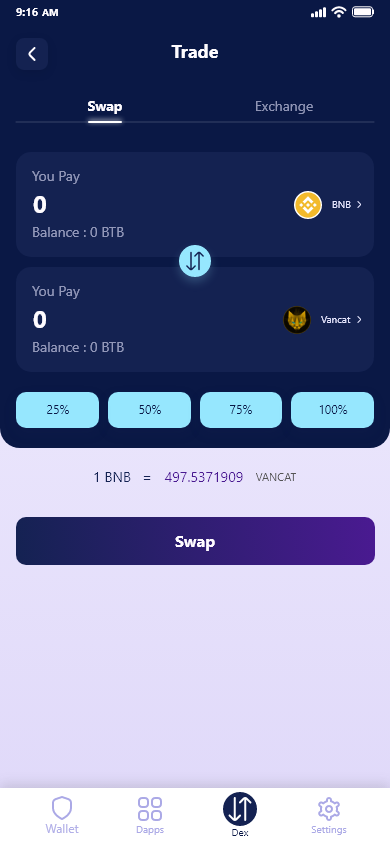 9:16 AM
Trade
Swap Exchange
You Pay
0
BNB
Balance : 0 BTB
You Pay
0
Vancat
Balance : 0 BTB
25% 50% 75% 100%
1 BNB = 497.5371909 VANCAT
Swap
Wallet Dapps Dex Settings